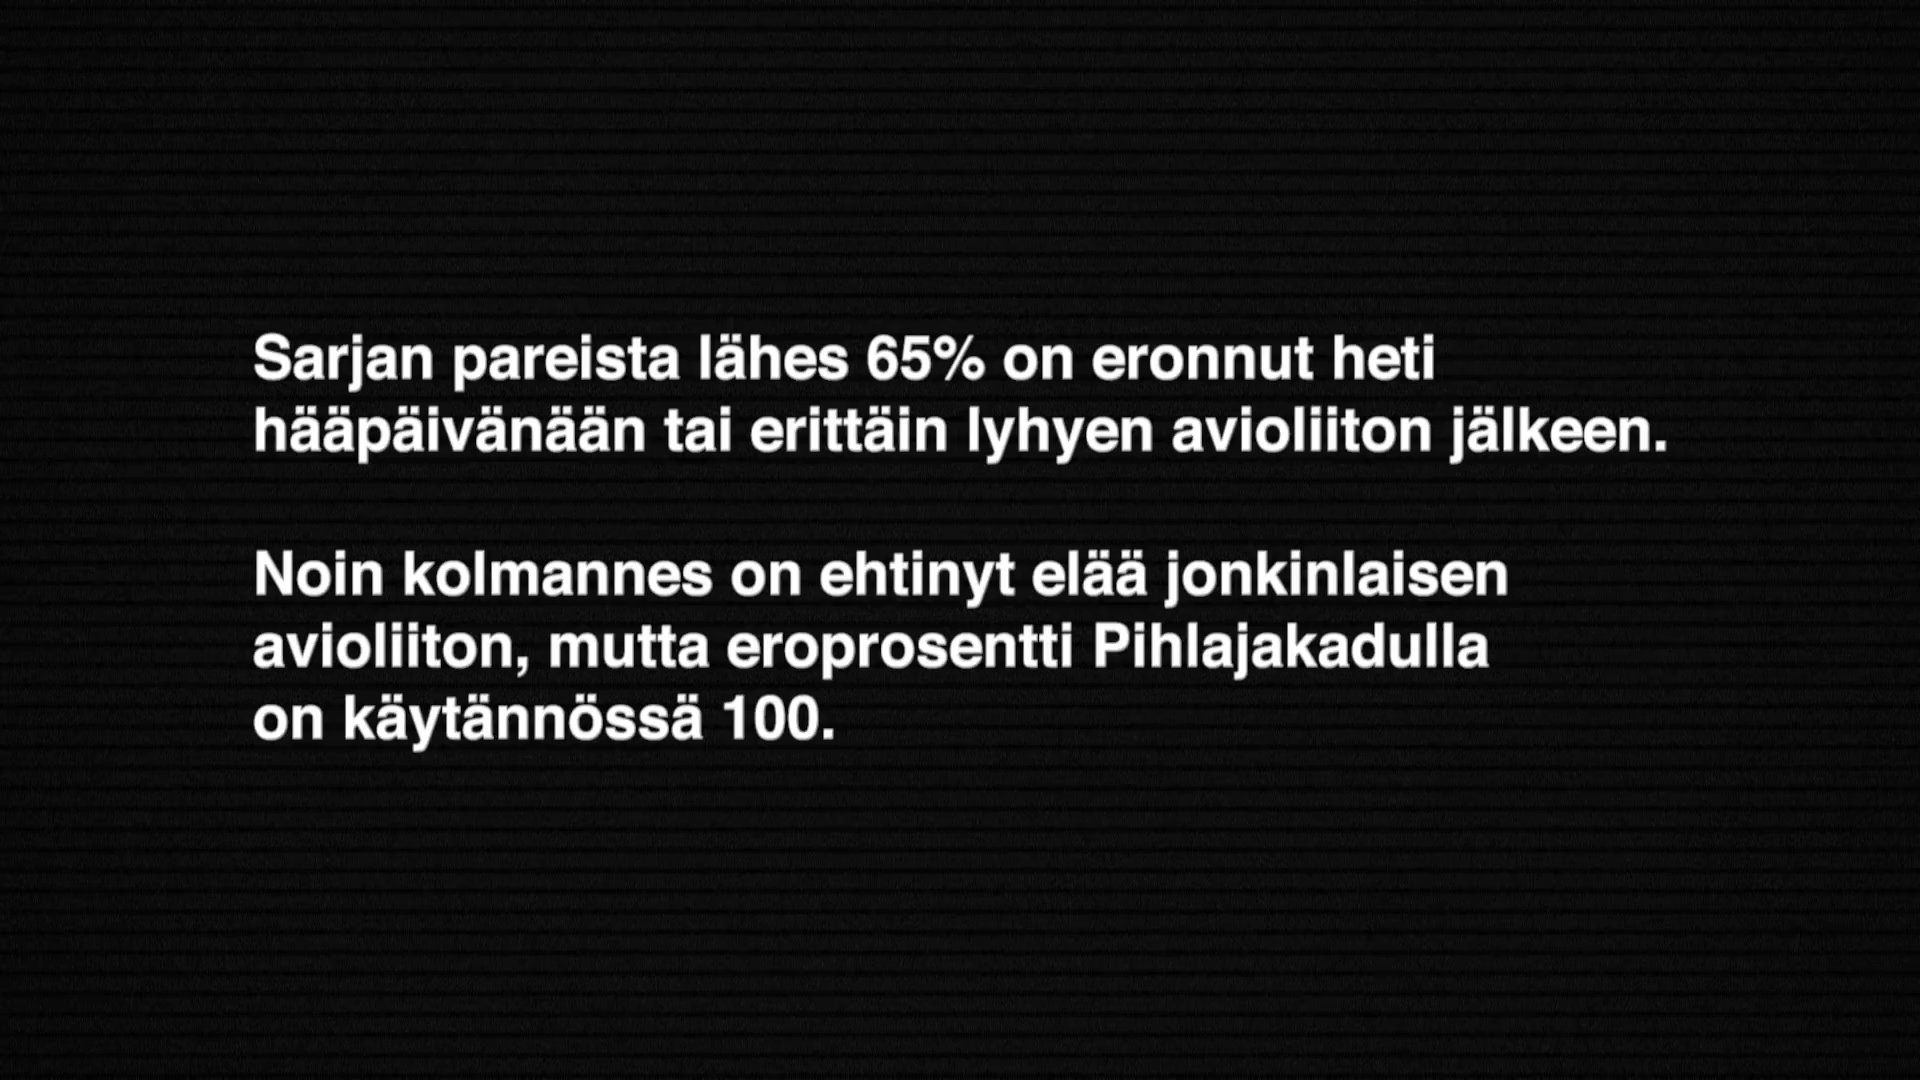 Sarjan pareista lähes 65% on eronnut heti
hääpäivänään tai erittäin lyhyen avioliiton jälkeen.
Noin kolmannes on ehtinyt elää jonkinlaisen
avioliiton, mutta eroprosentti Pihlajakadulla
on käytännössä 100.